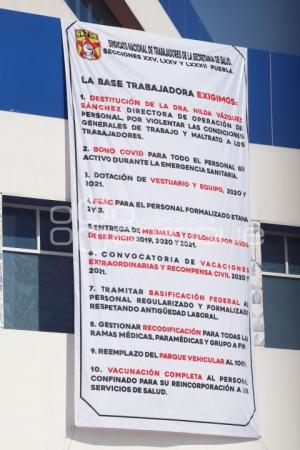 SINDICATO NACIONAL DE TRABAJADORES DE LA SECRETARIA DE SALUD.
SECCIONES XXV, LXXV Y LXXXII PUEBLA.
LA BASE TRABAJADORA EXIGIMOS:
1. DESTITUCIÓN DE LA DRA. HILDA VÁZQUEZ
SÁNCHEZ DIRECTORA DE OPERACIÓN DE
PERSONAL, POR VIOLENTAR LAS CONDICIONES
GENERALES DE TRABAJO Y MALTRATO A LOS
TRABAJADORES.
2. BONO COVID PARA TODO EL PERSONAL EN
ACTIVO DURANTE LA EMERGENCIA SANITARIA.
3. DOTACIÓN DE VESTUARIO Y EQUIPO, 2020 Y
2021.
4. FEAC PARA EL PERSONAL FORMALIZADO ETAPA
2 Y 3.
5. ENTREGA DE MEDALLAS Y DIPLOMAS POR AÑOS
DE SERVICIO 2019, 2020 Y 2021.
6. CONVOCATORIA DE VACACIONES
EXTRAORDINARIAS Y RECOMPENSA CIVIL 2020 Y
2021.
7. TRAMITAR BASIFICACIÓN FEDERAL AL
PERSONAL REGULARIZADO Y FORMALIZADO
RESPETANDO ANTIGÜEDAD LABORAL.
8. GESTIONAR RECODIFICACIÓN PARA TODAS LAS
RAMAS MÉDICAS, PARAMÉDICAS Y GRUPO A FIN.
9. REEMPLAZO DEL PARQUE VEHICULAR AL 100%.
10. VACUNACIÓN COMPLETA AL PERSONAL
CONFINADO PARA SU REINCORPORACIÓN A LOS
SERVICIOS DE SALUD.